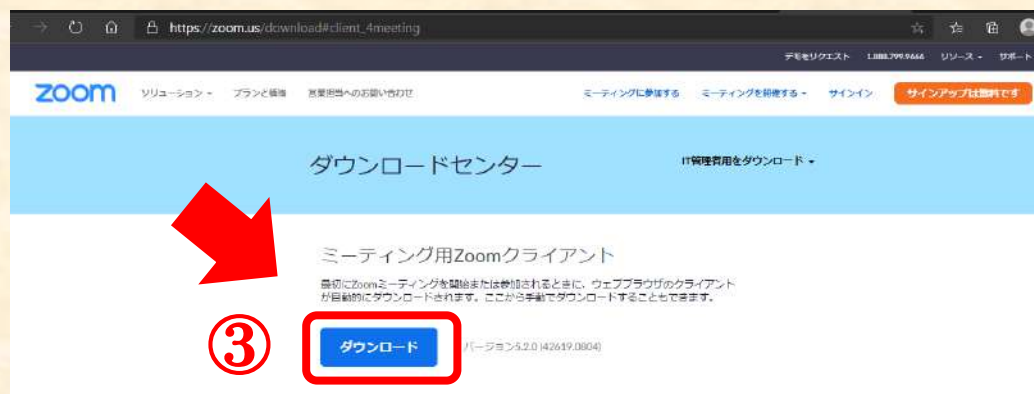 https://zoom.us/download#client_4meeting
デモをリクエスト 1.888.799.9666 リソース サポート
zoom ソリューション プランと価格 営業担当へのお問い合わせ ミーティングに参加する ミーティングを開催する サインイン サインアップは無料です
ダウンロードセンター IT管理者用をダウンロード
ミーティング用Zoomクライアント
最初にZoomミーティングを開始または参加されるときに、ウェブブラウザのクライアント
が自動的にダウンロードされます。ここから手動でダウンロードすることもできます。
③ ダウンロード バージョン5.2.0 (42619.0804)